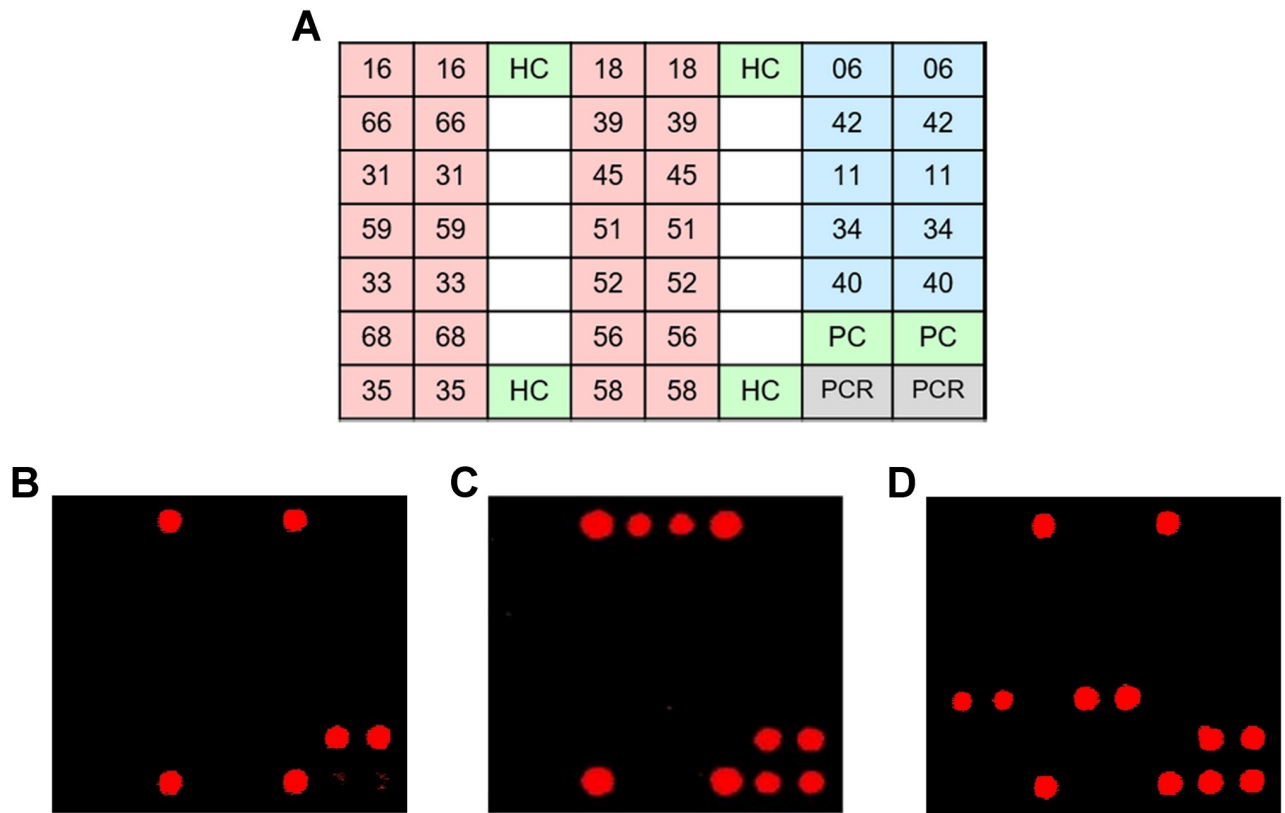 A
16 16 HC 18 18 HC 06 06
66 66 39 39 42 42
31 31 45 45 11 11
59 59 51 51 34 34
33 33 52 52 40 40
68 68 56 56 PC PC
35 35 HC 58 58 HC PCR PCR
B C D